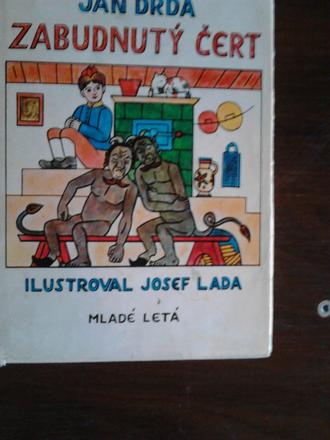 JAN DRDA
ZABUDNUTÝ ČERT
ILUSTROVAL JOSEF LADA
MLADÉ LETÁ